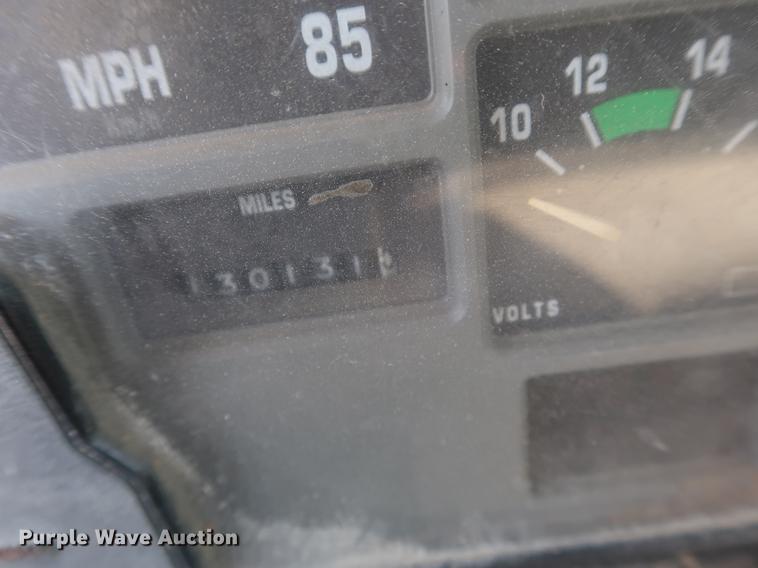 MPH
85
MILES
130131
10
12
14
VOLTS
Purple Wave Auction